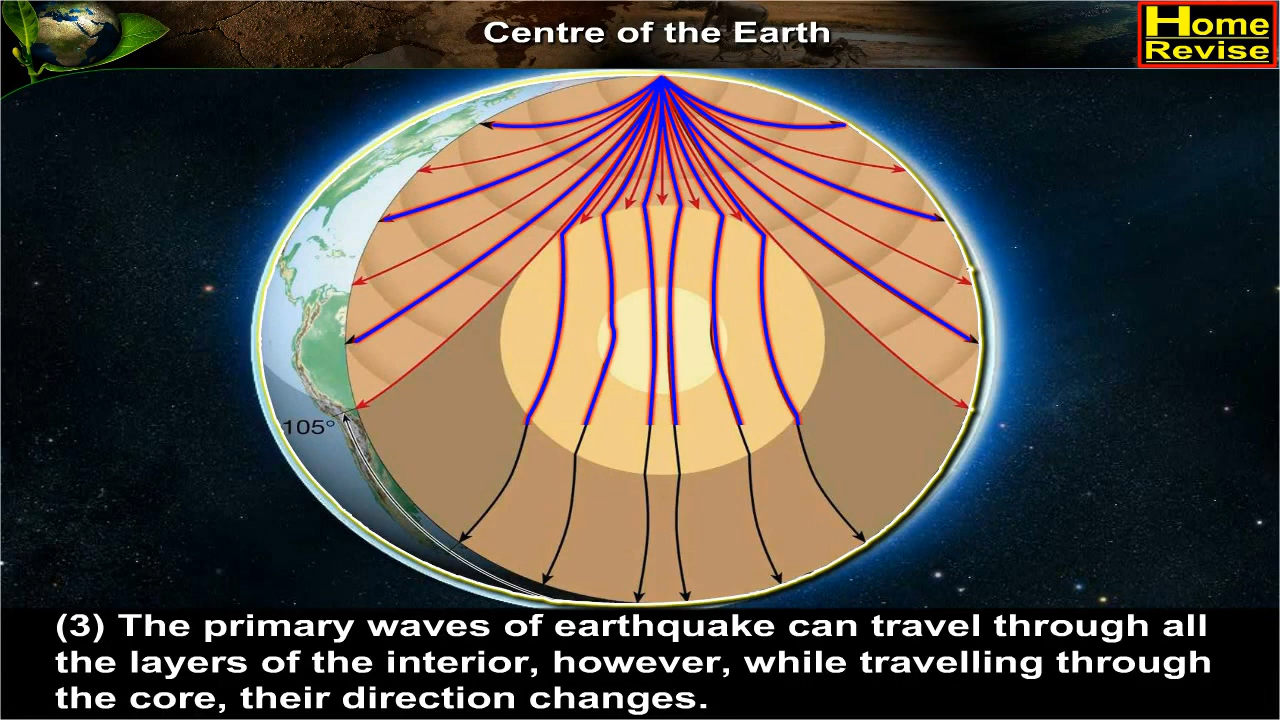 Centre of the Earth
Home
Revise
105°
(3) The primary waves of earthquake can travel through all
the layers of the interior, however, while travelling through
the core, their direction changes.